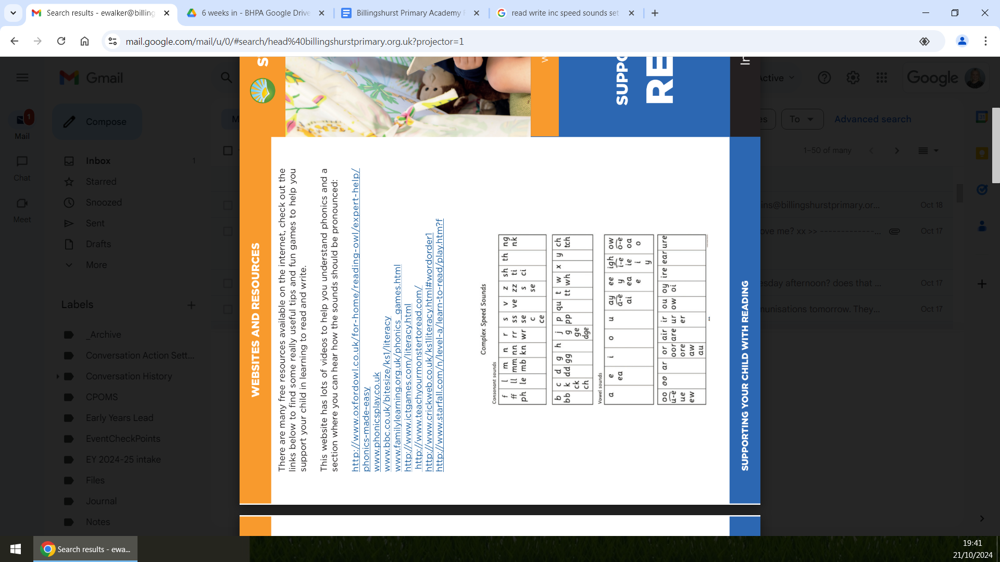 Search results - ewalker@billing
6 weeks in - BHPA Google Drive
Billingshurst Primary Academy
read write inc speed sounds set
mail.google.com/mail/u/0/#search/head%40billingshurstprimary.org.uk?projector=1
Gmail
Active
Google
1
Mail
Chat
Meet
Compose
Inbox 1
Starred
Snoozed
Sent
Drafts
More
Labels
_Archive
Conversation Action Sett...
Conversation History
CPOMS
Early Years Lead
EventCheckPoints
EY 2024-25 intake
Files
Journal
Notes
To
Advanced search
1–50 of many
ins@billingshurstprimary.or... Oct 18
ove me? xx >> -------------... Oct 17
esday afternoon? does that ... Oct 17
munisations tomorrow. They... Oct 17
31
S
W
SUPPO
RE
In
WEBSITES AND RESOURCES
There are many free resources available on the internet, check out the
links below to find some really useful tips and fun games to help you
support your child in learning to read and write.
This website has lots of videos to help you understand phonics and a
section where you can hear how the sounds should be pronounced:
http://www.oxfordowl.co.uk/for-home/reading-owl/expert-help/
phonics-made-easy
www.phonicsplay.co.uk
www.bbc.co.uk/bitesize/ks1/literacy
www.familylearning.org.uk/phonics_games.html
http://www.ictgames.com/literacy.html
http://www.teachyourmonstertoread.com/
http://www.crickweb.co.uk/ks1literacy.html#wordorder1
http://www.starfall.com/n/level-a/learn-to-read/play.htm?f
Complex Speed Sounds
Consonant sounds
f l m n r s v z sh th ng
ff ll mm nn rr ss ve zz ti nk
ph le mb kn wr se s ci
c se
ce
b c d g h j p qu t w x y ch
bb k dd gg g pp tt wh tch
ck ge
ch dge
Vowel sounds
a e i o u ay ee igh ow
ea a-e y i-e o-e
ai ea ie oa
e i o
y
oo oo ar or air ir ou oy ire ear ure
u-e oor are ur ow oi
ue ore er
ew aw
au
SUPPORTING YOUR CHILD WITH READING
Search results - ewa...
19:41
21/10/2024